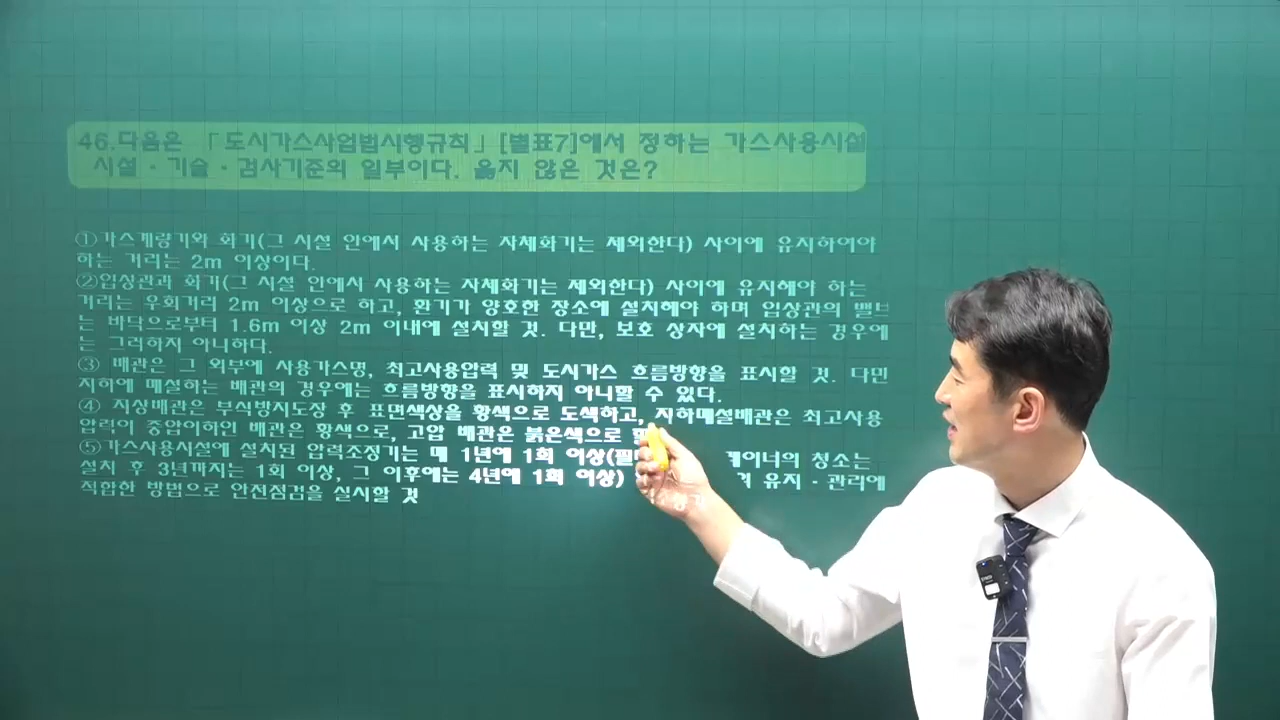 46.다음은 「도시가스사업법시행규칙」[별표7]에서 정하는 가스사용시설
시설·기술·검사기준의 일부이다. 옳지 않은 것은?
①가스계량기와 화기(그 시설 안에서 사용하는 자체화기는 제외한다) 사이에 유지하여야
하는 거리는 2m 이상이다.
②입상관과 화기(그 시설 안에서 사용하는 자체화기는 제외한다) 사이에 유지해야 하는
거리는 우회거리 2m 이상으로 하고, 환기가 양호한 장소에 설치해야 하며 입상관의 밸브
는 바닥으로부터 1.6m 이상 2m 이내에 설치할 것. 다만, 보호 상자에 설치하는 경우에
는 그러하지 아니하다.
③ 배관은 그 외부에 사용가스명, 최고사용압력 및 도시가스 흐름방향을 표시할 것. 다만
지하에 매설하는 배관의 경우에는 흐름방향을 표시하지 아니할 수 있다.
④ 지상배관은 부식방지도장 후 표면색상을 황색으로 도색하고, 지하매설배관은 최고사용
압력이 중압이하인 배관은 황색으로, 고압 배관은 붉은색으로
⑤가스사용시설에 설치된 압력조정기는 매 1년에 1회 이상( 청소는
설치 후 3년까지는 1회 이상, 그 이후에는 4년에 1회 이상) 유지·관리에
적합한 방법으로 안전점검을 실시할 것